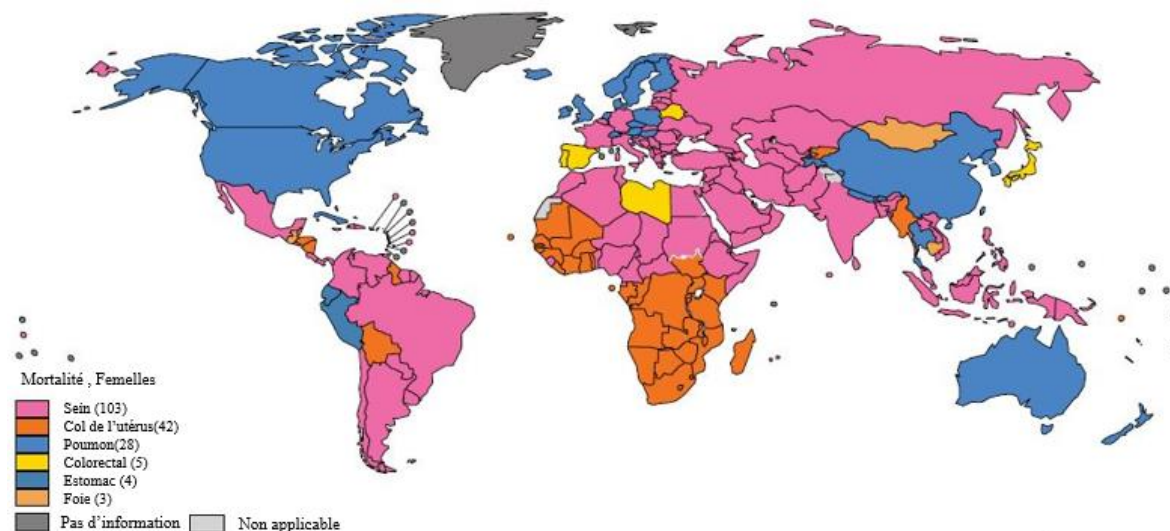 Mortalité , Femelles
Sein (103)
Col de l’utérus(42)
Poumon(28)
Colorectal (5)
Estomac (4)
Foie (3)
Pas d’information Non applicable